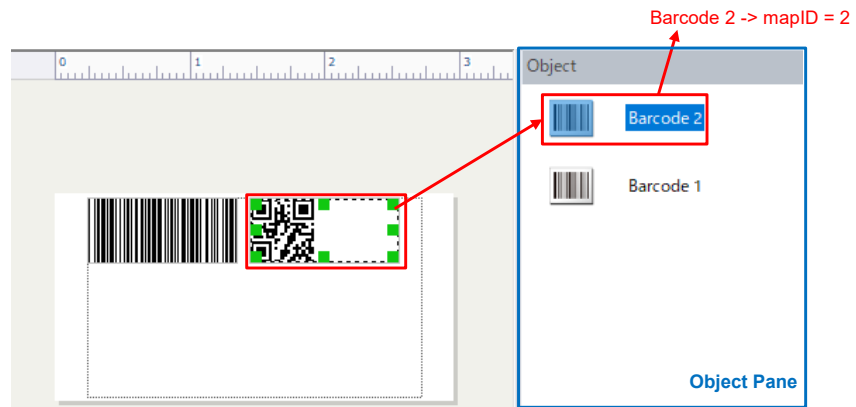 Barcode 2 -> mapID = 2
0 1 2 3
Object
Barcode 2
Barcode 1
Object Pane